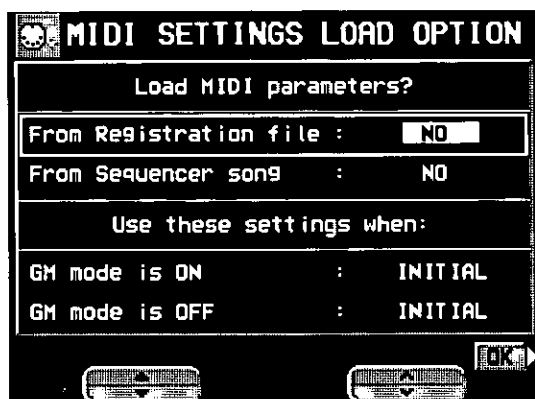 MIDI SETTINGS LOAD OPTION
Load MIDI parameters?
From Registration file : NO
From Sequencer song : NO
Use these settings when:
GM mode is ON : INITIAL
GM mode is OFF : INITIAL
OK